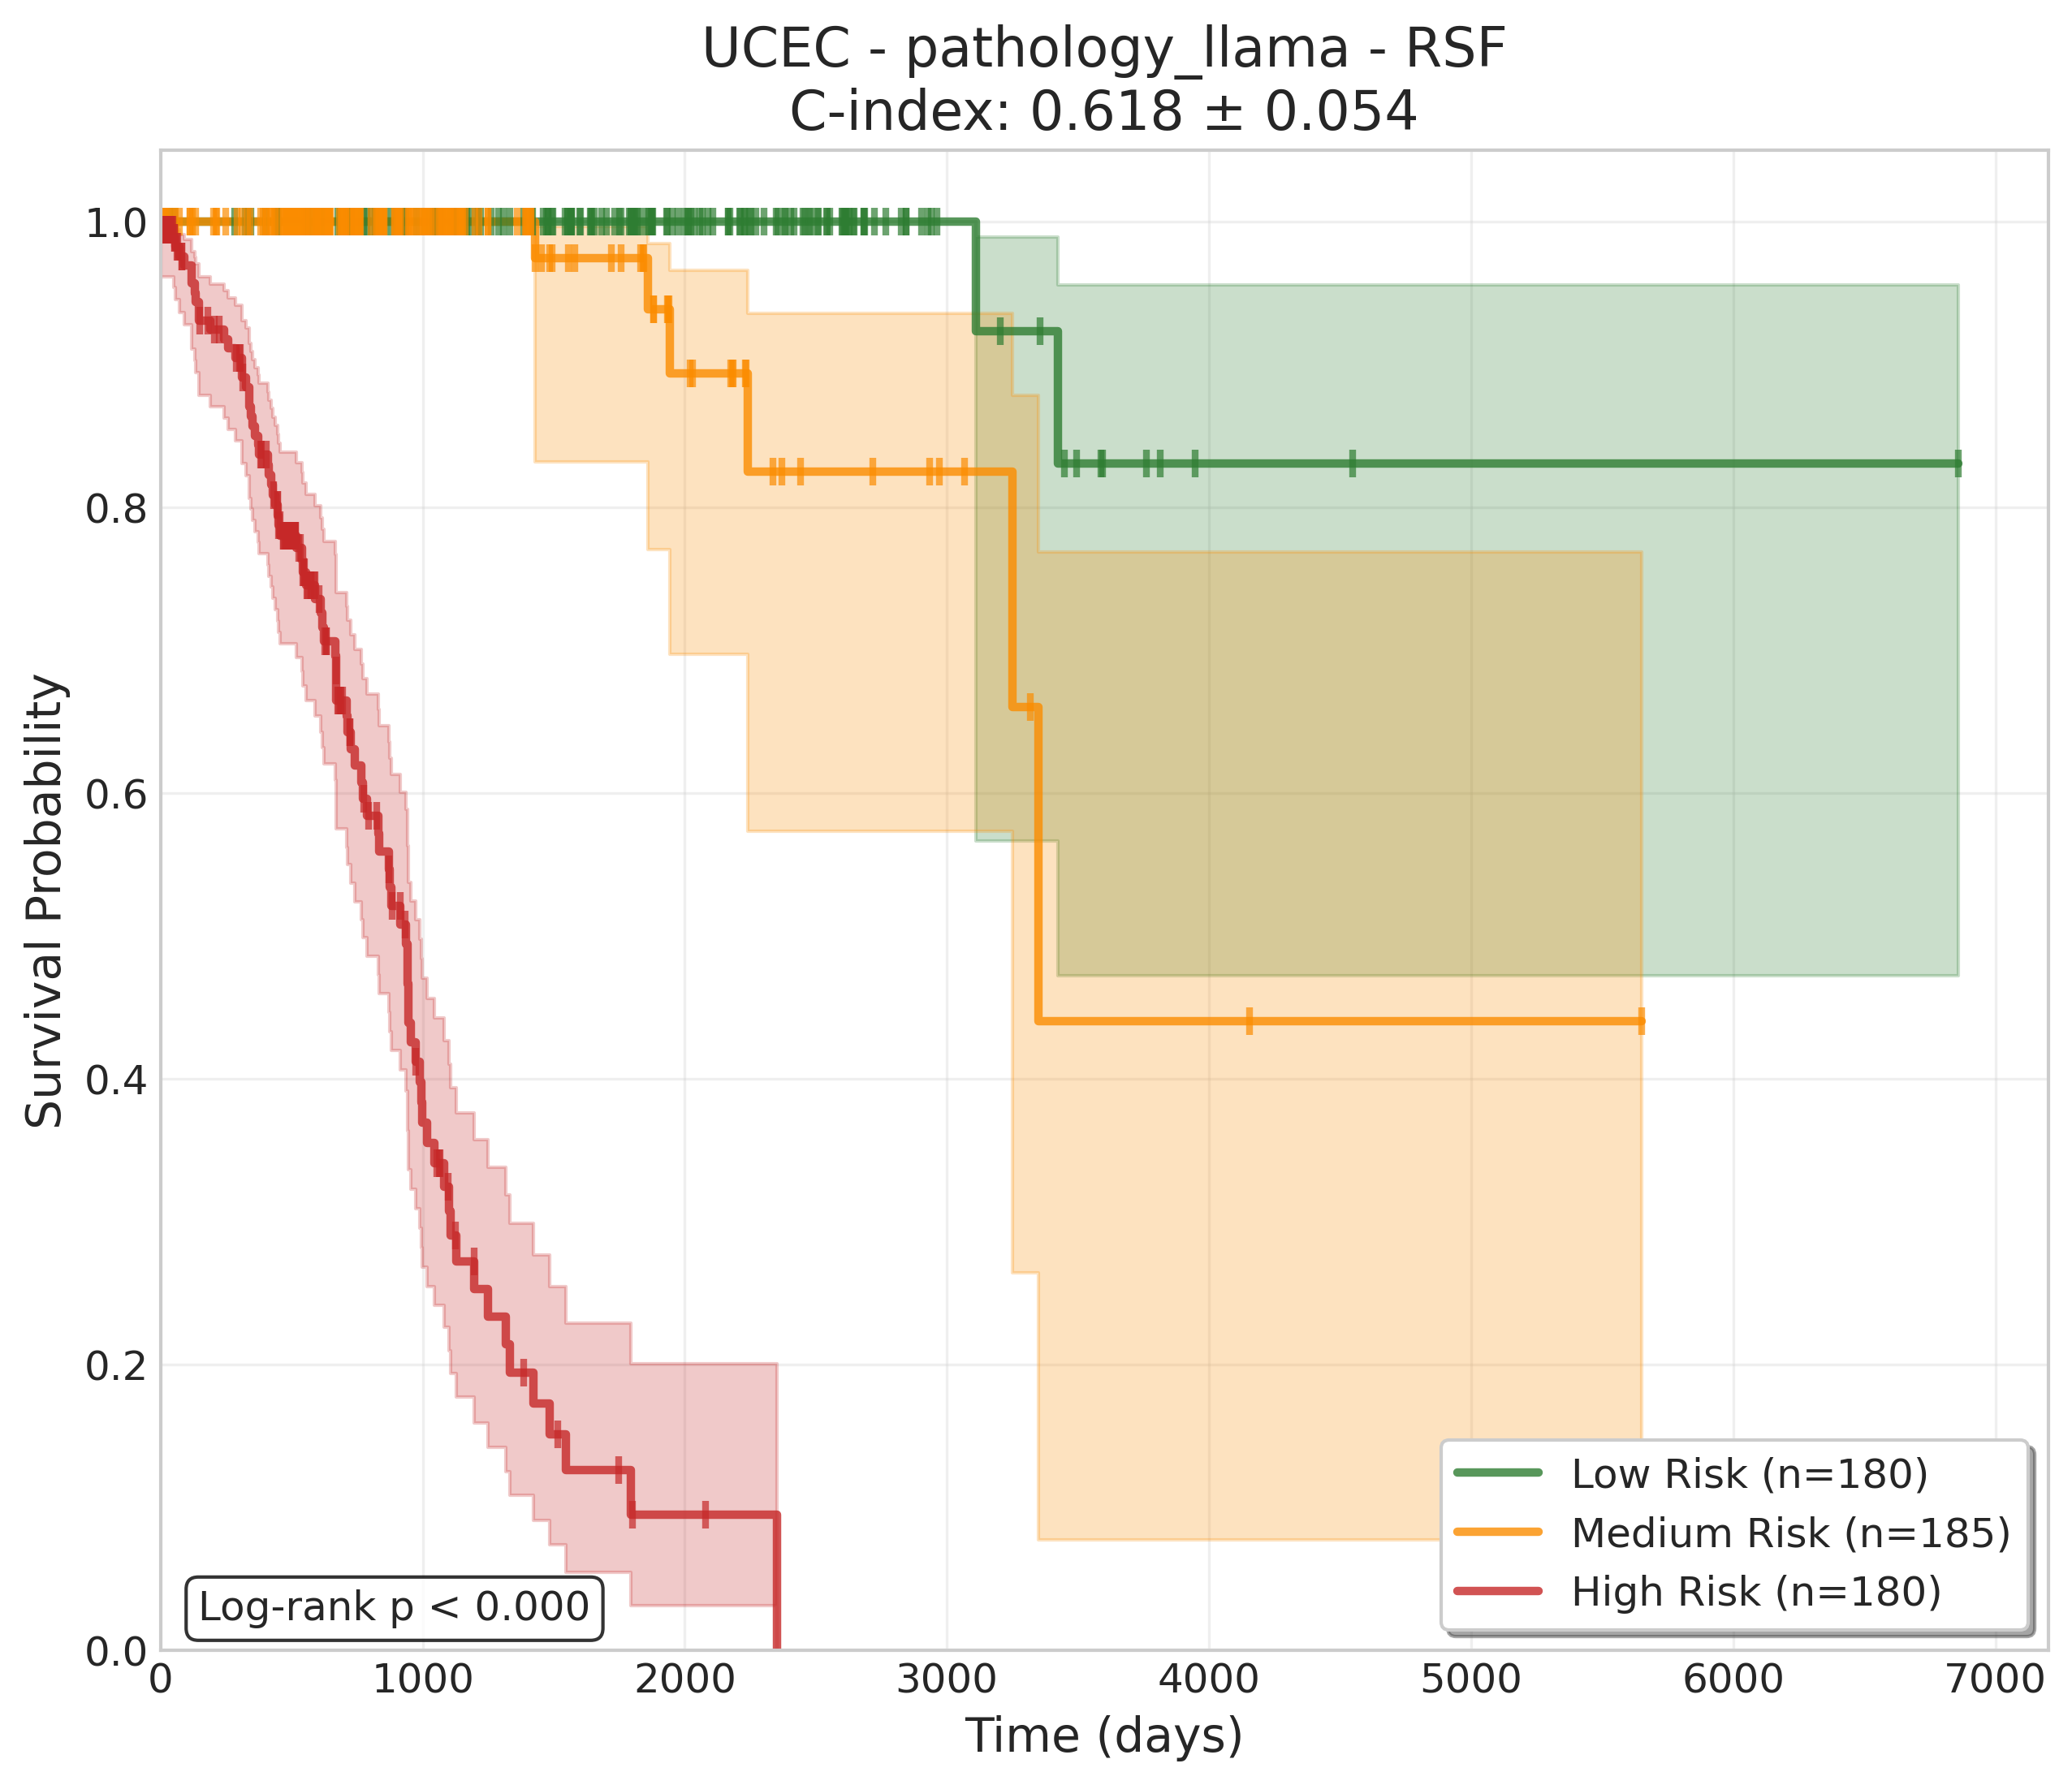 UCEC - pathology_llama - RSF
C-index: 0.618 ± 0.054
Survival Probability
1.0
0.8
0.6
0.4
0.2
0.0
Log-rank p < 0.000
Low Risk (n=180)
Medium Risk (n=185)
High Risk (n=180)
0 1000 2000 3000 4000 5000 6000 7000
Time (days)